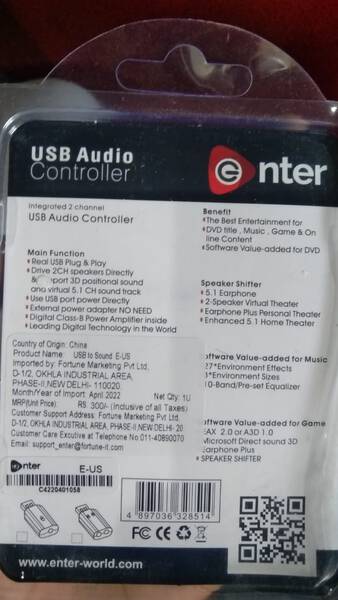 USB Audio
Controller
enter
Integrated 2 channel
USB Audio Controller
Main Function
Real USB Plug & Play
Drive 2CH speakers Directly
port 3D positional sound
and virtual 5.1 CH sound track
Use USB port power Directly
External power adapter NO NEED
Digital Class-B Power Amplifier inside
Leading Digital Technology in the World
Benefit
The Best Entertainment for
DVD title , Music , Game & On
line Content
Software Value-added for DVD
Speaker Shifter
5.1 Earphone
2-Speaker Virtual Theater
Earphone Plus Personal Theater
Enhanced 5.1 Home Theater
oftware Value-added for Music
27*Environment Effects
*Environment Sizes
10-Band/Pre-set Equalizer
oftware Value-added for Game
EAX 2.0 or A3D 1.0
Microsoft Direct sound 3D
Earphone Plus
SPEAKER SHIFTER
Country of Origin: China
Product Name: USB to Sound E-US
Imported by: Fortune Marketing Pvt Ltd.
D-1/2, OKHLA INDUSTRIAL AREA,
PHASE-II,NEW DELHI- 110020
Month/Year of Import: April 2022
Net Qty: 1U
MRP(Unit Price): RS. 300/- (Inclusive of all Taxes)
Customer Support Address: Fortune Marketing Pvt Ltd.
D-1/2, OKHLA INDUSTRIAL AREA, PHASE-II,NEW DELHI- 20
Customer Care Excutive at Telephone No.011-40890070
Email: support_enter@fortune-it.com
enter
E-US
C4220401058
4 897036 328514
FC CE
www.enter-world.com